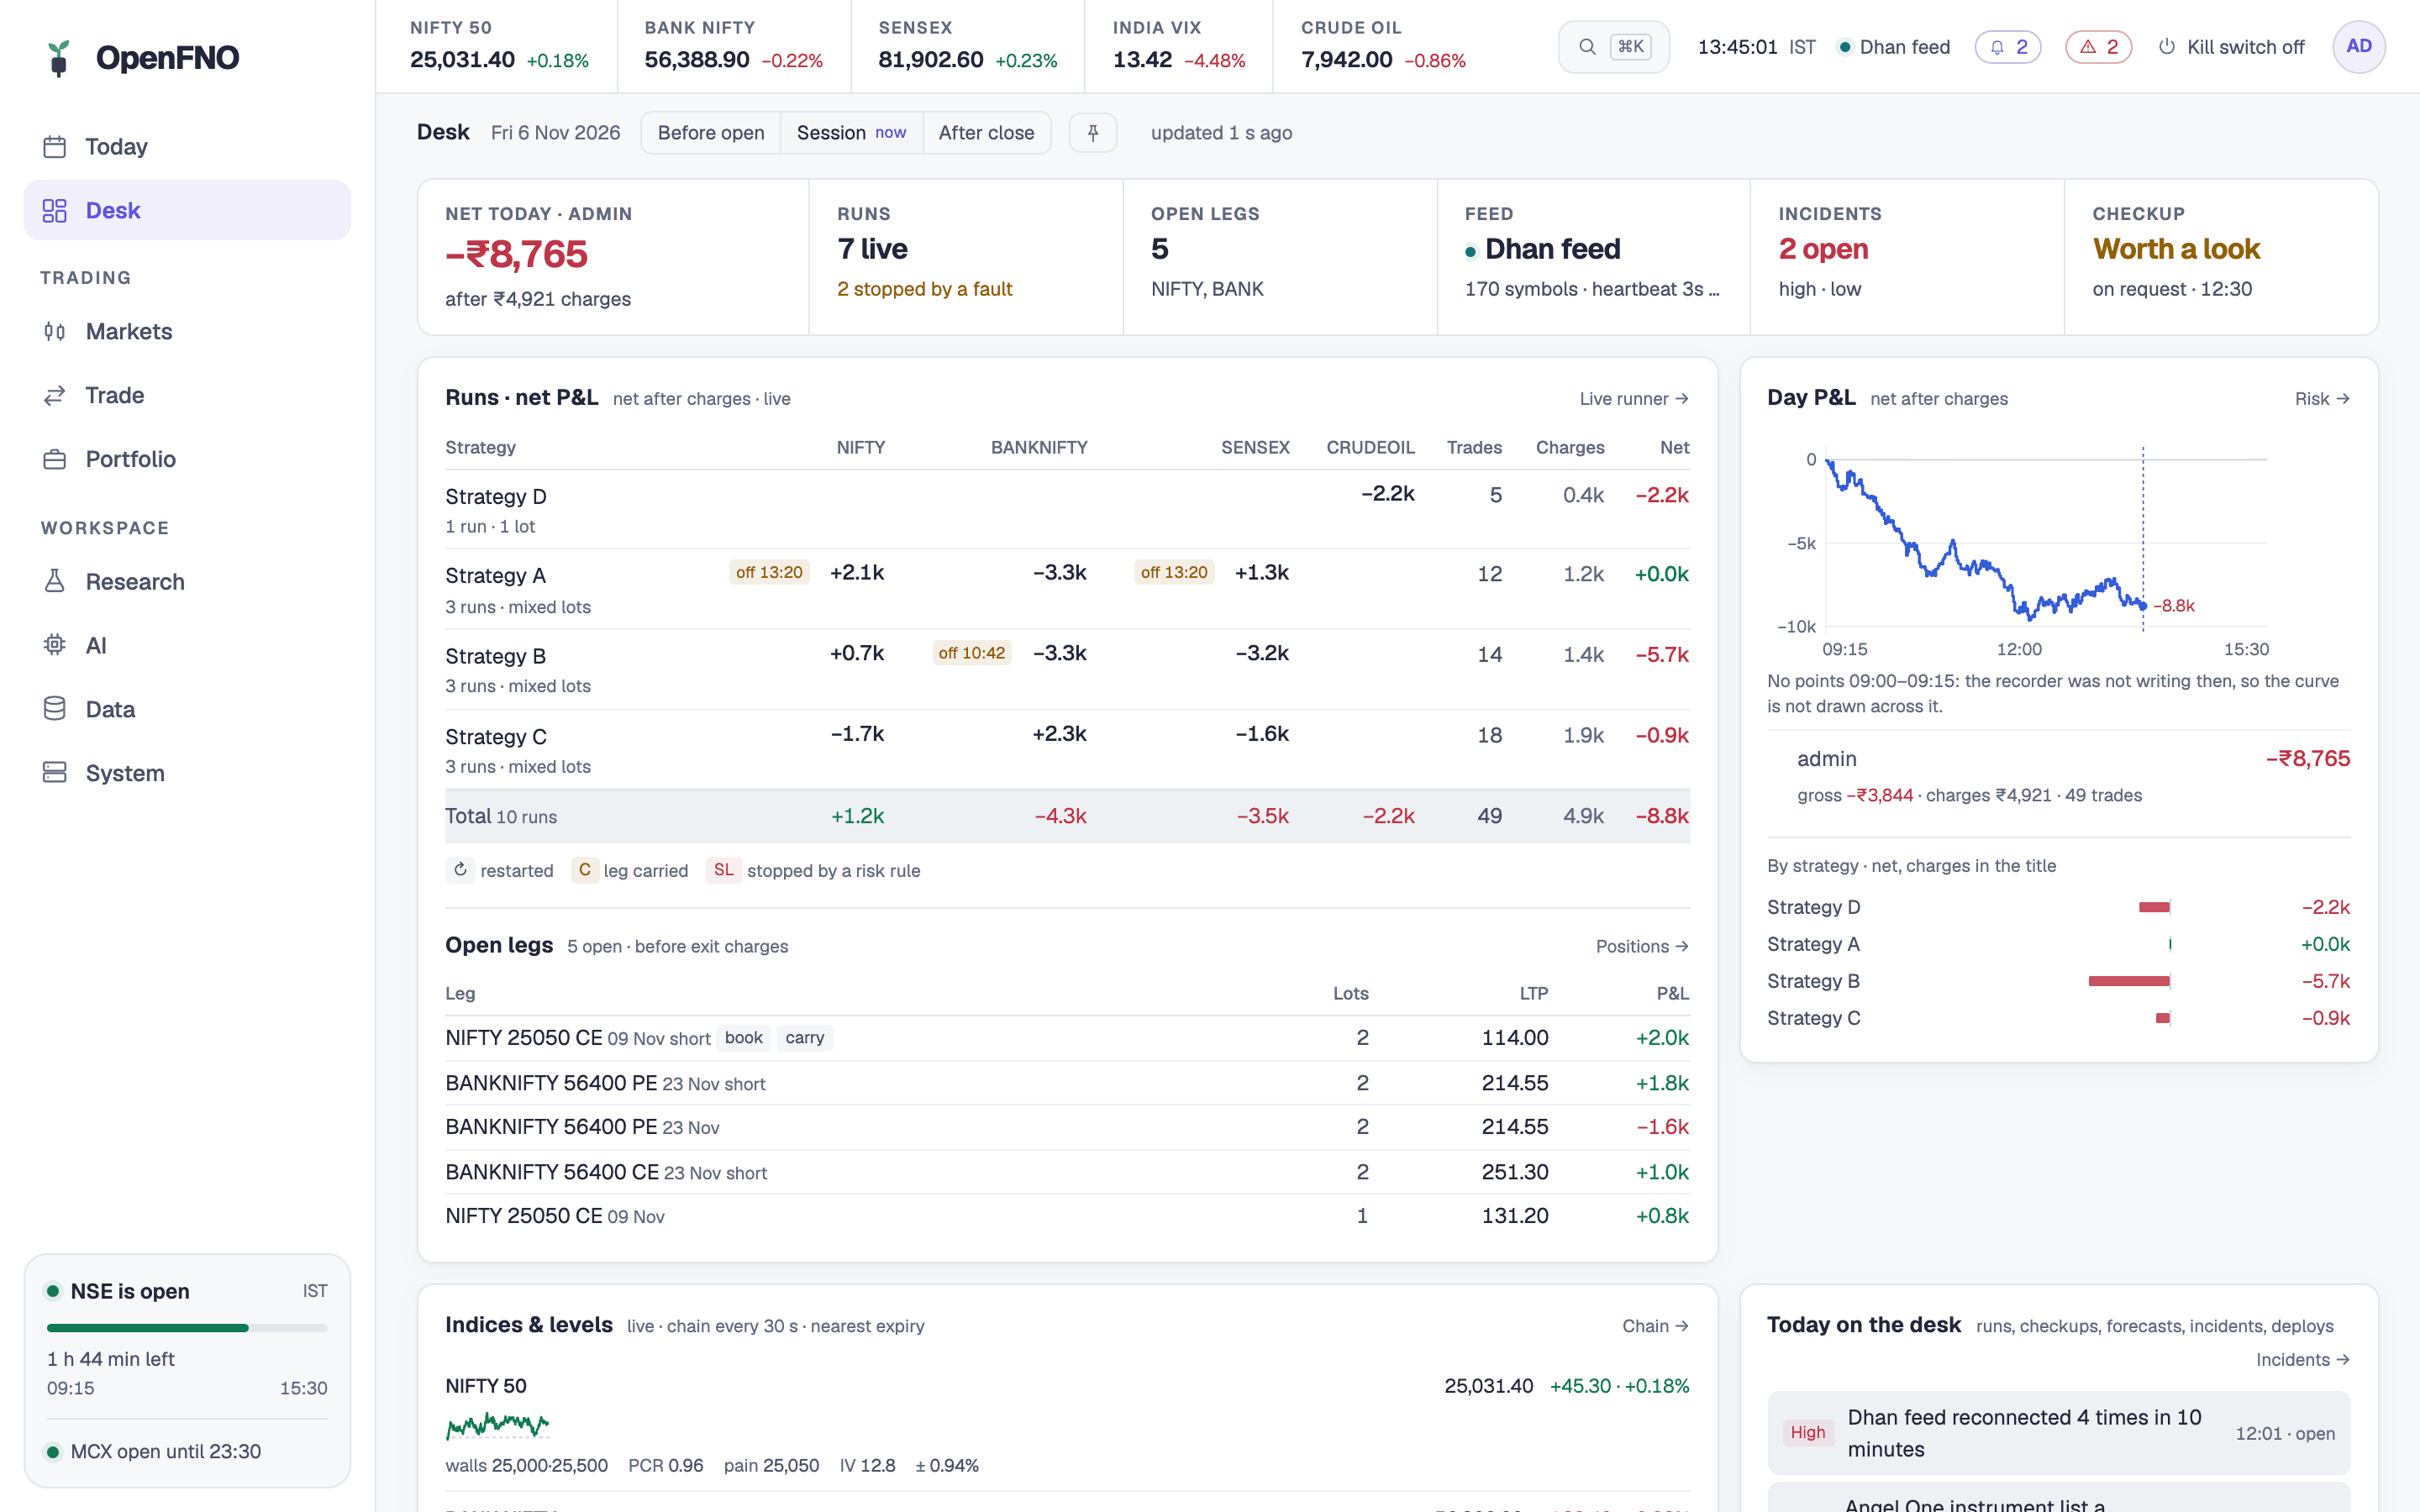 OpenFNO
NIFTY 50
25,031.40 +0.18%
BANK NIFTY
56,388.90 −0.22%
SENSEX
81,902.60 +0.23%
INDIA VIX
13.42 −4.48%
CRUDE OIL
7,942.00 −0.86%
⌘K
13:45:01 IST
Dhan feed
2
2
Kill switch off
AD
Today
Desk
TRADING
Markets
Trade
Portfolio
WORKSPACE
Research
AI
Data
System
NSE is open IST
1 h 44 min left
09:15 15:30
MCX open until 23:30
Desk Fri 6 Nov 2026 Before open Session now After close updated 1 s ago
NET TODAY · ADMIN
−₹8,765
after ₹4,921 charges
RUNS
7 live
2 stopped by a fault
OPEN LEGS
5
NIFTY, BANK
FEED
Dhan feed
170 symbols · heartbeat 3s ...
INCIDENTS
2 open
high · low
CHECKUP
Worth a look
on request · 12:30
Runs · net P&L net after charges · live Live runner →
Strategy NIFTY BANKNIFTY SENSEX CRUDEOIL Trades Charges Net
Strategy D −2.2k 5 0.4k −2.2k
1 run · 1 lot
Strategy A off 13:20 +2.1k −3.3k off 13:20 +1.3k 12 1.2k +0.0k
3 runs · mixed lots
Strategy B +0.7k off 10:42 −3.3k −3.2k 14 1.4k −5.7k
3 runs · mixed lots
Strategy C −1.7k +2.3k −1.6k 18 1.9k −0.9k
3 runs · mixed lots
Total 10 runs +1.2k −4.3k −3.5k −2.2k 49 4.9k −8.8k
restarted C leg carried SL stopped by a risk rule
Open legs 5 open · before exit charges Positions →
Leg Lots LTP P&L
NIFTY 25050 CE 09 Nov short book carry 2 114.00 +2.0k
BANKNIFTY 56400 PE 23 Nov short 2 214.55 +1.8k
BANKNIFTY 56400 PE 23 Nov 2 214.55 −1.6k
BANKNIFTY 56400 CE 23 Nov short 2 251.30 +1.0k
NIFTY 25050 CE 09 Nov 1 131.20 +0.8k
Day P&L net after charges Risk →
0
−5k
−10k
−8.8k
09:15 12:00 15:30
No points 09:00–09:15: the recorder was not writing then, so the curve
is not drawn across it.
admin −₹8,765
gross −₹3,844 · charges ₹4,921 · 49 trades
By strategy · net, charges in the title
Strategy D −2.2k
Strategy A +0.0k
Strategy B −5.7k
Strategy C −0.9k
Indices & levels live · chain every 30 s · nearest expiry Chain →
NIFTY 50 25,031.40 +45.30 · +0.18%
walls 25,000·25,500 PCR 0.96 pain 25,050 IV 12.8 ± 0.94%
Today on the desk runs, checkups, forecasts, incidents, deploys
Incidents →
High Dhan feed reconnected 4 times in 10
minutes
12:01 · open
Angel One instrument list a